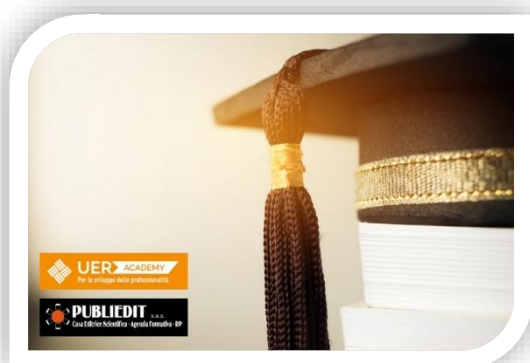 UER ACADEMY
Per lo sviluppo delle professionalità
PUBLIEDIT s.a.s.
Casa Editrice Scientifica - Agenzia Formativa - RP